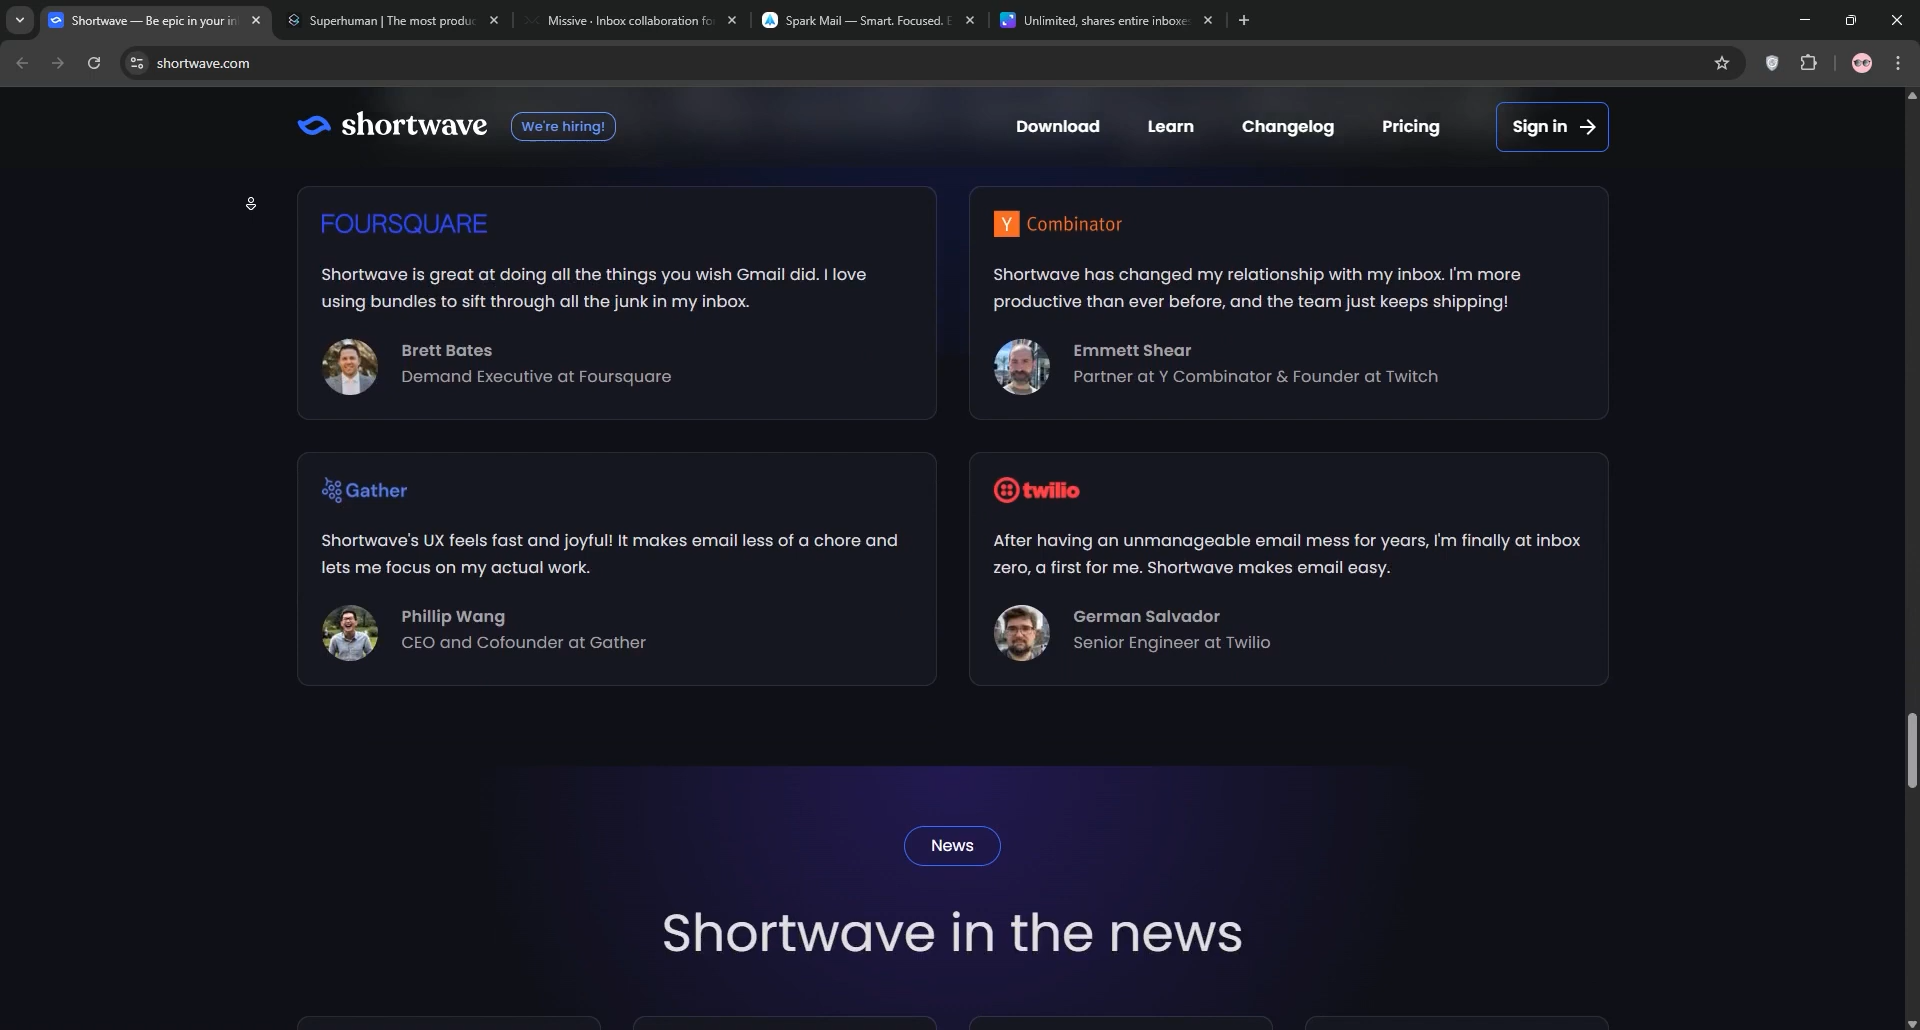 Shortwave — Be epic in your in
Superhuman | The most produc
Missive · Inbox collaboration fo
Spark Mail — Smart. Focused. E
Unlimited, shares entire inboxes
shortwave.com
shortwave
We're hiring!
Download
Learn
Changelog
Pricing
Sign in
FOURSQUARE
Shortwave is great at doing all the things you wish Gmail did. I love
using bundles to sift through all the junk in my inbox.
Brett Bates
Demand Executive at Foursquare
Y Combinator
Shortwave has changed my relationship with my inbox. I'm more
productive than ever before, and the team just keeps shipping!
Emmett Shear
Partner at Y Combinator & Founder at Twitch
Gather
Shortwave's UX feels fast and joyful! It makes email less of a chore and
lets me focus on my actual work.
Phillip Wang
CEO and Cofounder at Gather
twilio
After having an unmanageable email mess for years, I'm finally at inbox
zero, a first for me. Shortwave makes email easy.
German Salvador
Senior Engineer at Twilio
News
Shortwave in the news